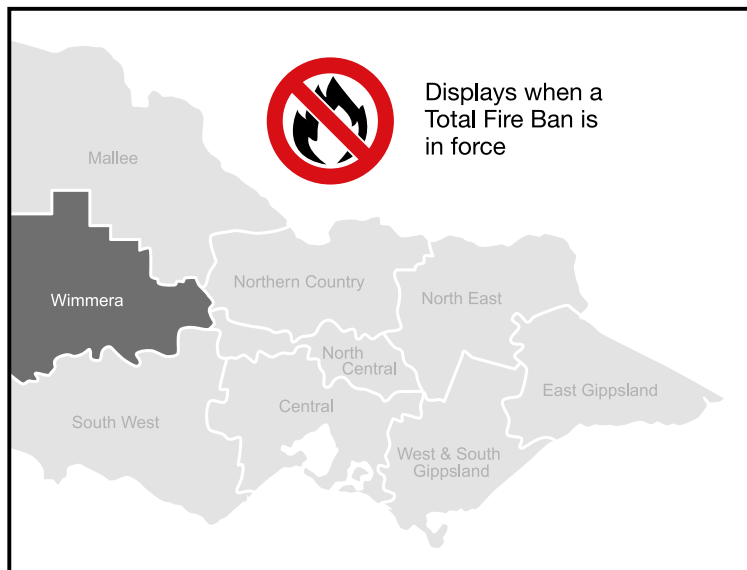 Displays when a
Total Fire Ban is
in force
Mallee
Wimmera
Northern Country
North East
North
Central
South West
Central
East Gippsland
West & South
Gippsland